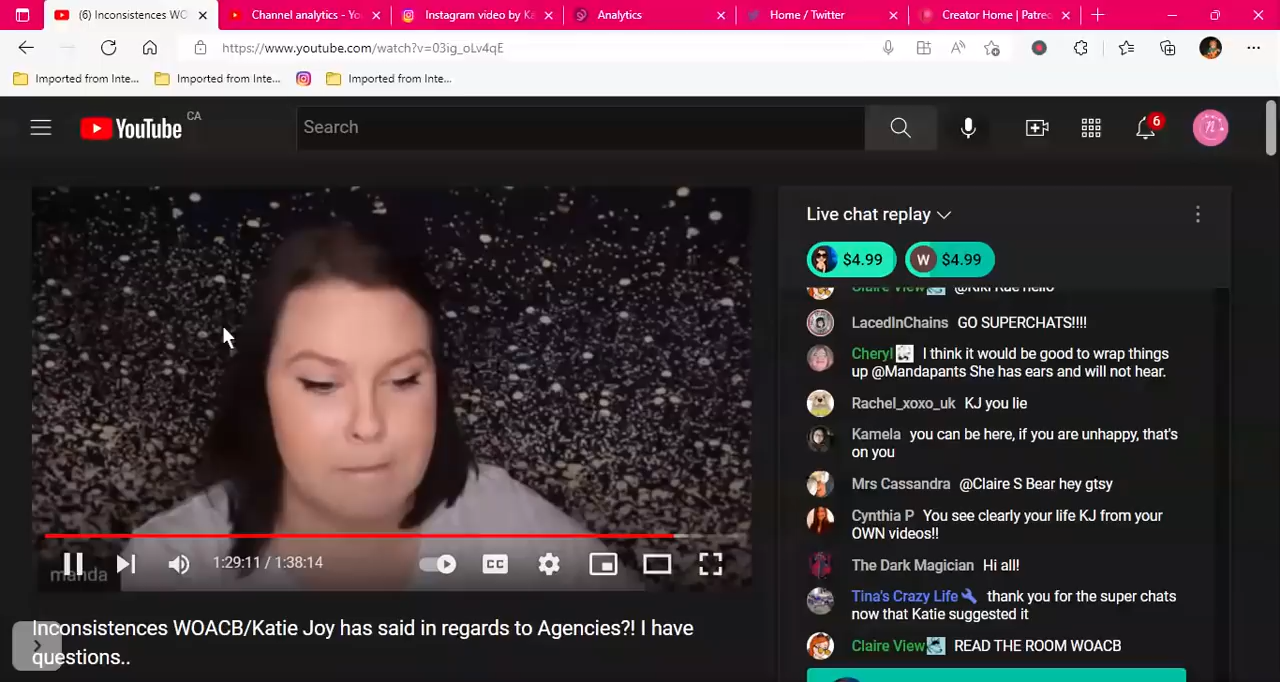 (6) Inconsistences WO
Channel analytics - Yo
Instagram video by K
Analytics
Home / Twitter
Creator Home | Patre
https://www.youtube.com/watch?v=03ig_oLv4qE
Imported from Inte...
Imported from Inte...
Imported from Inte...
YouTube CA
Search
6
Live chat replay
$4.99
W $4.99
Claire View @Kiki Rae hello
LacedInChains GO SUPERCHATS!!!!
Cheryl I think it would be good to wrap things
up @Mandapants She has ears and will not hear.
Rachel_xoxo_uk KJ you lie
Kamela you can be here, if you are unhappy, that's
on you
Mrs Cassandra @Claire S Bear hey gtsy
Cynthia P You see clearly your life KJ from your
OWN videos!!
The Dark Magician Hi all!
Tina's Crazy Life thank you for the super chats
now that Katie suggested it
Claire View READ THE ROOM WOACB
manda
1:29:11 / 1:38:14
CC
Inconsistences WOACB/Katie Joy has said in regards to Agencies?! I have
questions..